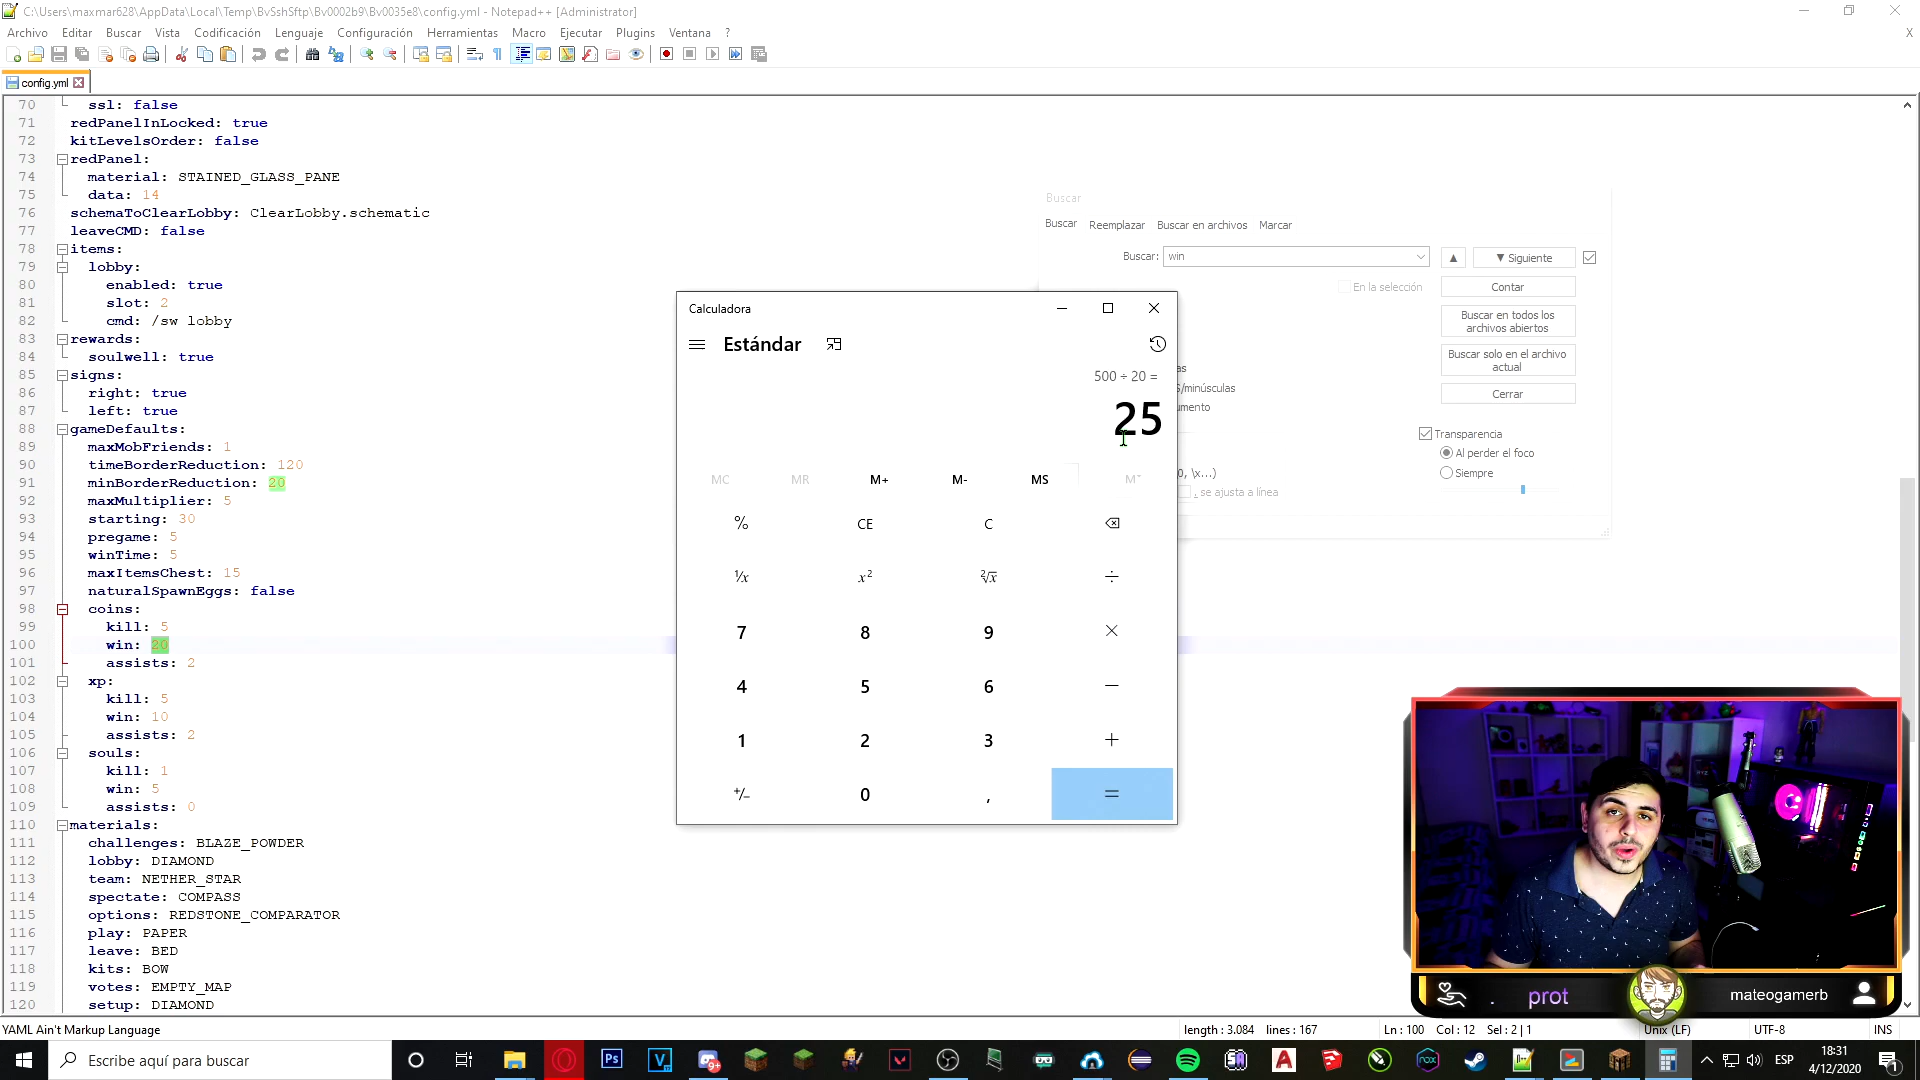 C:\Users\maxmar628\AppData\Local\Temp\BvSshSftp\Bv0002b9\Bv0035e8\config.yml - Notepad++ [Administrator]
Archivo Editar Buscar Vista Codificación Lenguaje Configuración Herramientas Macro Ejecutar Plugins Ventana ? X
config.yml
70 ssl: false
71 redPanelInLocked: true
72 kitLevelsOrder: false
73 redPanel:
74 material: STAINED_GLASS_PANE
75 data: 14
76 schemaToClearLobby: ClearLobby.schematic
77 leaveCMD: false
78 items:
79 lobby:
80 enabled: true
81 slot: 2
82 cmd: /sw lobby
83 rewards:
84 soulwell: true
85 signs:
86 right: true
87 left: true
88 gameDefaults:
89 maxMobFriends: 1
90 timeBorderReduction: 120
91 minBorderReduction: 20
92 maxMultiplier: 5
93 starting: 30
94 pregame: 5
95 winTime: 5
96 maxItemsChest: 15
97 naturalSpawnEggs: false
98 coins:
99 kill: 5
100 win: 20
101 assists: 2
102 xp:
103 kill: 5
104 win: 10
105 assists: 2
106 souls:
107 kill: 1
108 win: 5
109 assists: 0
110 materials:
111 challenges: BLAZE_POWDER
112 lobby: DIAMOND
113 team: NETHER_STAR
114 spectate: COMPASS
115 options: REDSTONE_COMPARATOR
116 play: PAPER
117 leave: BED
118 kits: BOW
119 votes: EMPTY_MAP
120 setup: DIAMOND
Buscar
Buscar Reemplazar Buscar en archivos Marcar
Buscar: win ▲ ▼ Siguiente
En la selección Contar
Buscar en todos los
archivos abiertos
Buscar solo en el archivo
actual
Cerrar
as
S/minúsculas
umento
Transparencia
Al perder el foco
Siempre
0, \x...)
. se ajusta a línea
Calculadora
Estándar
500 ÷ 20 =
25
MC MR M+ M- MS M˅
% CE C
⅟x x² ²√x ÷
7 8 9 ×
4 5 6 −
1 2 3 +
+/− 0 , =
. prot mateogamerb
YAML Ain't Markup Language length : 3.084 lines : 167 Ln : 100 Col : 12 Sel : 2 | 1 Unix (LF) UTF-8 INS
Escribe aquí para buscar
Ps
9+
nox
ESP
18:31
4/12/2020
1